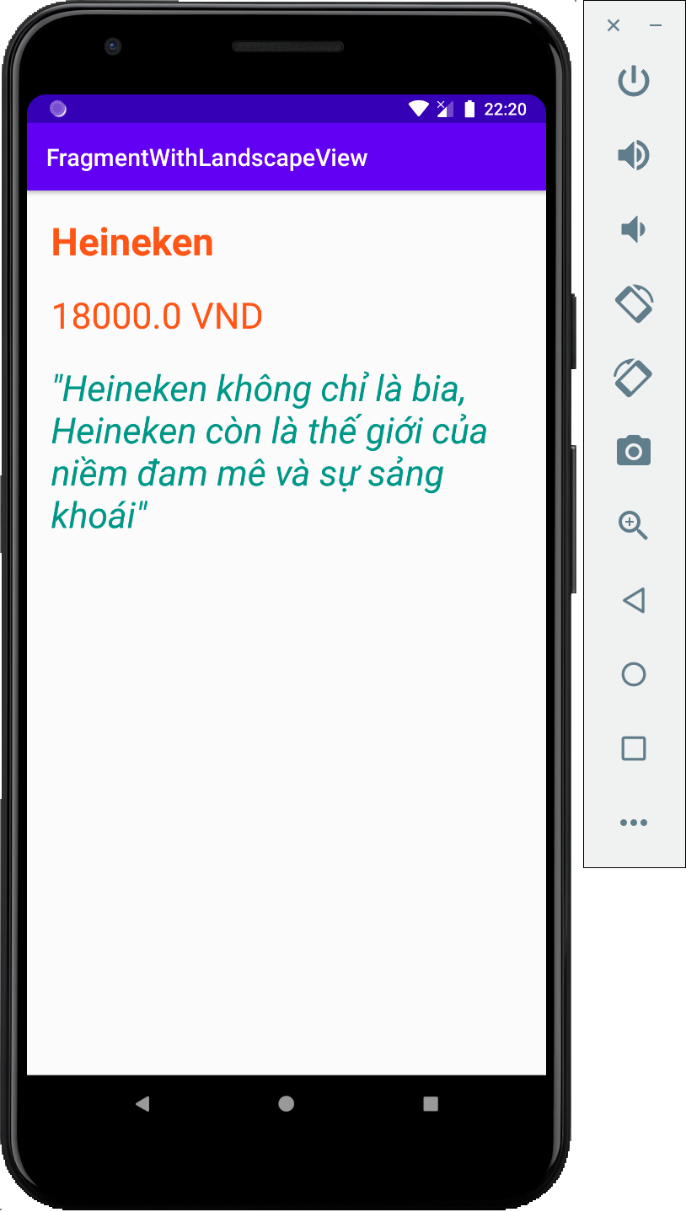 22:20
FragmentWithLandscapeView
Heineken
18000.0 VND
"Heineken không chỉ là bia,
Heineken còn là thế giới của
niềm đam mê và sự sảng
khoái"